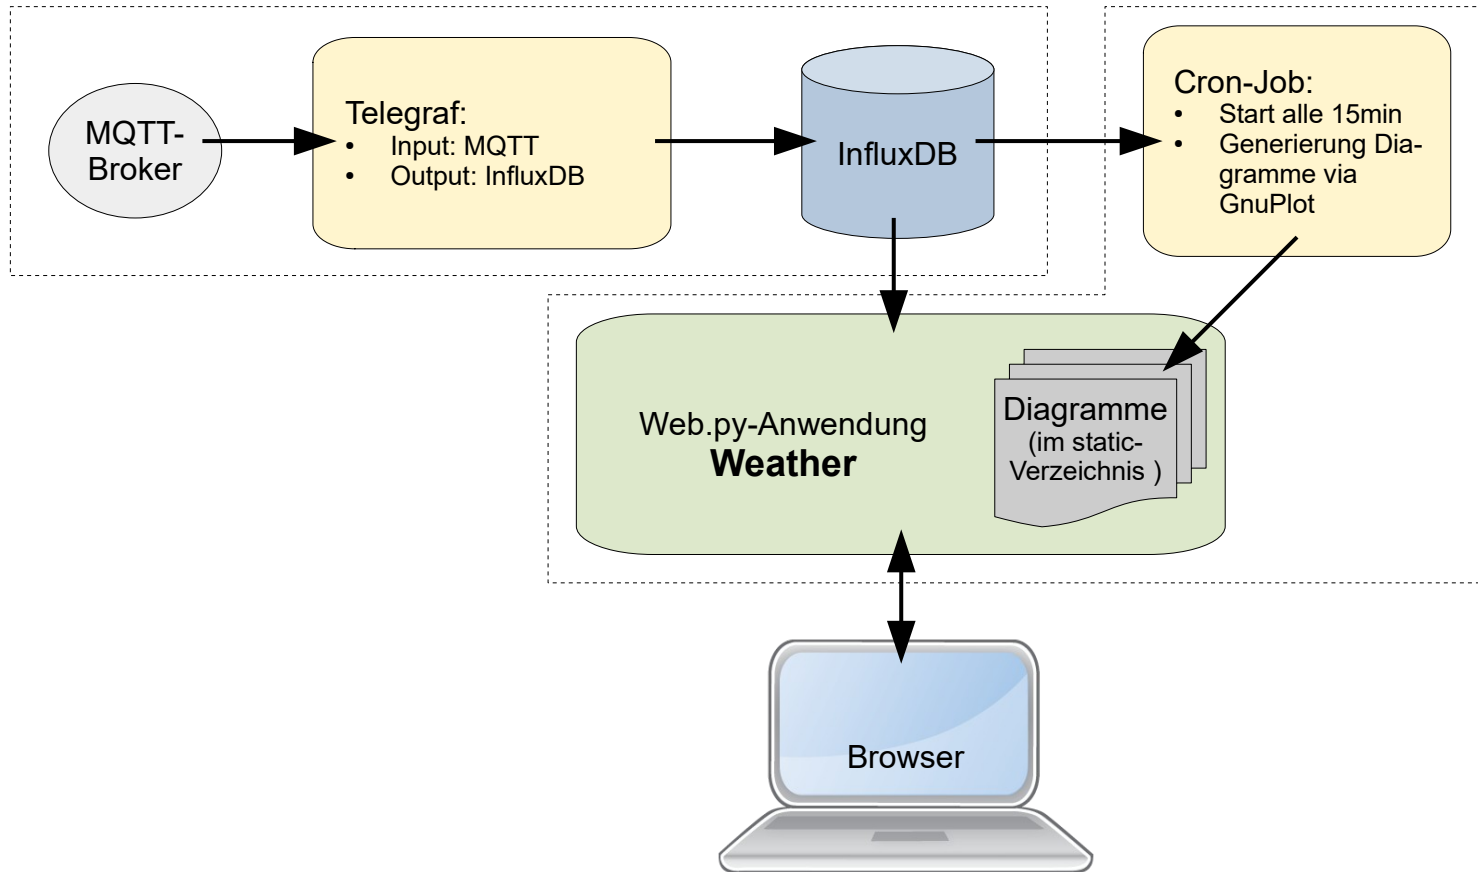 MQTT-
Broker
Telegraf:
• Input: MQTT
• Output: InfluxDB
InfluxDB
Cron-Job:
• Start alle 15min
• Generierung Dia-
gramme via
GnuPlot
Web.py-Anwendung
Weather
Diagramme
(im static-
Verzeichnis )
Browser